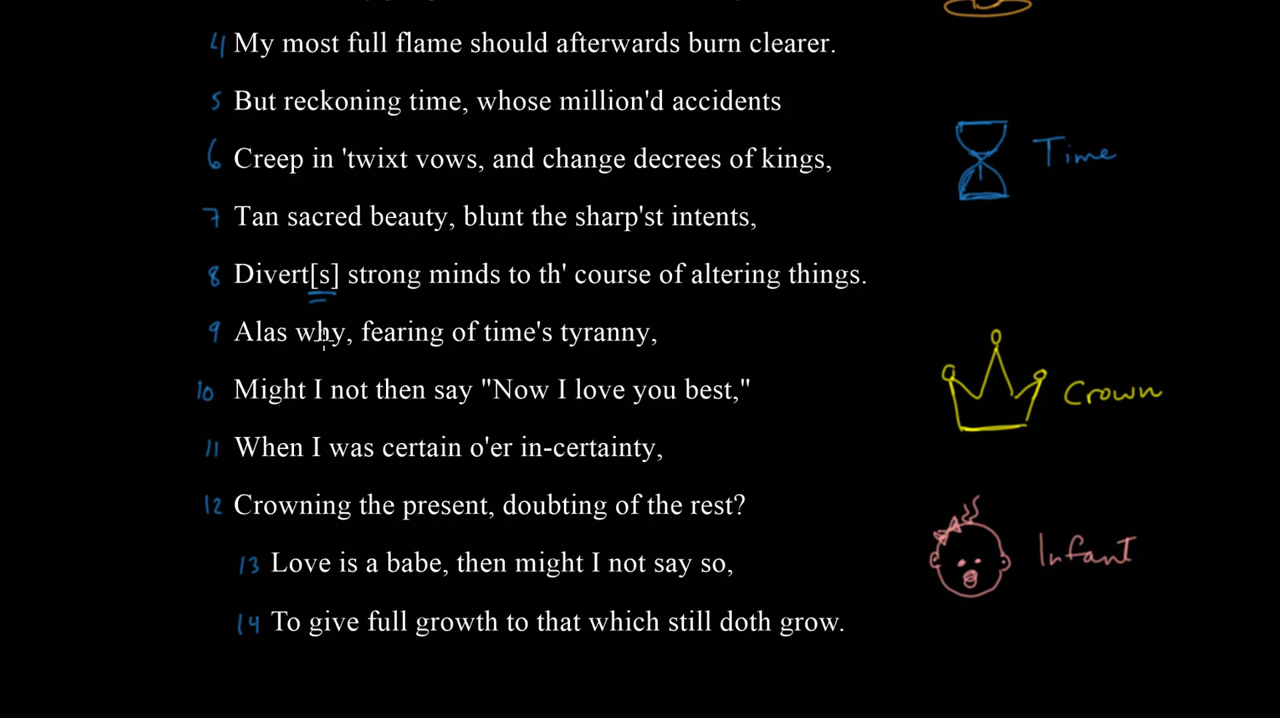 4 My most full flame should afterwards burn clearer.
5 But reckoning time, whose million'd accidents
6 Creep in 'twixt vows, and change decrees of kings,
Time
7 Tan sacred beauty, blunt the sharp'st intents,
8 Divert[s] strong minds to th' course of altering things.
9 Alas why, fearing of time's tyranny,
10 Might I not then say "Now I love you best,"
Crown
11 When I was certain o'er in-certainty,
12 Crowning the present, doubting of the rest?
13 Love is a babe, then might I not say so,
Infant
14 To give full growth to that which still doth grow.